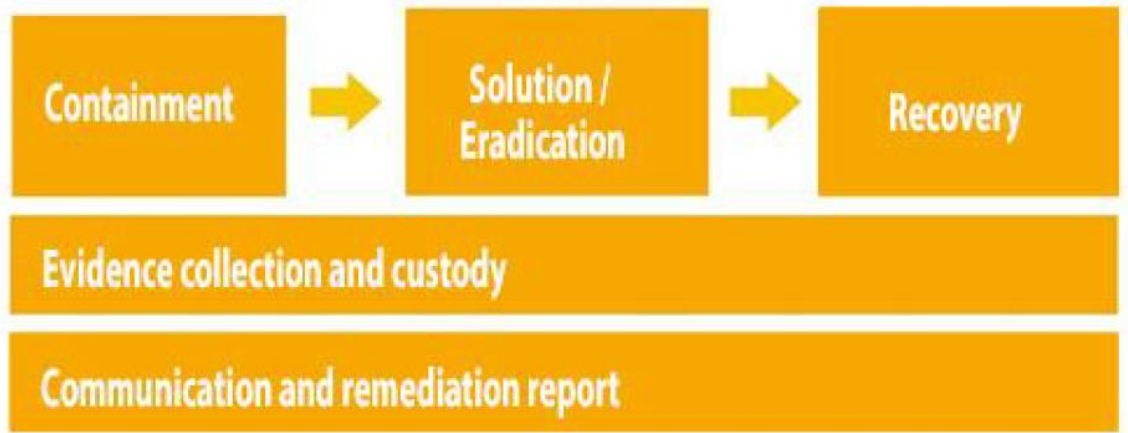 Containment
Solution /
Eradication
Recovery
Evidence collection and custody
Communication and remediation report